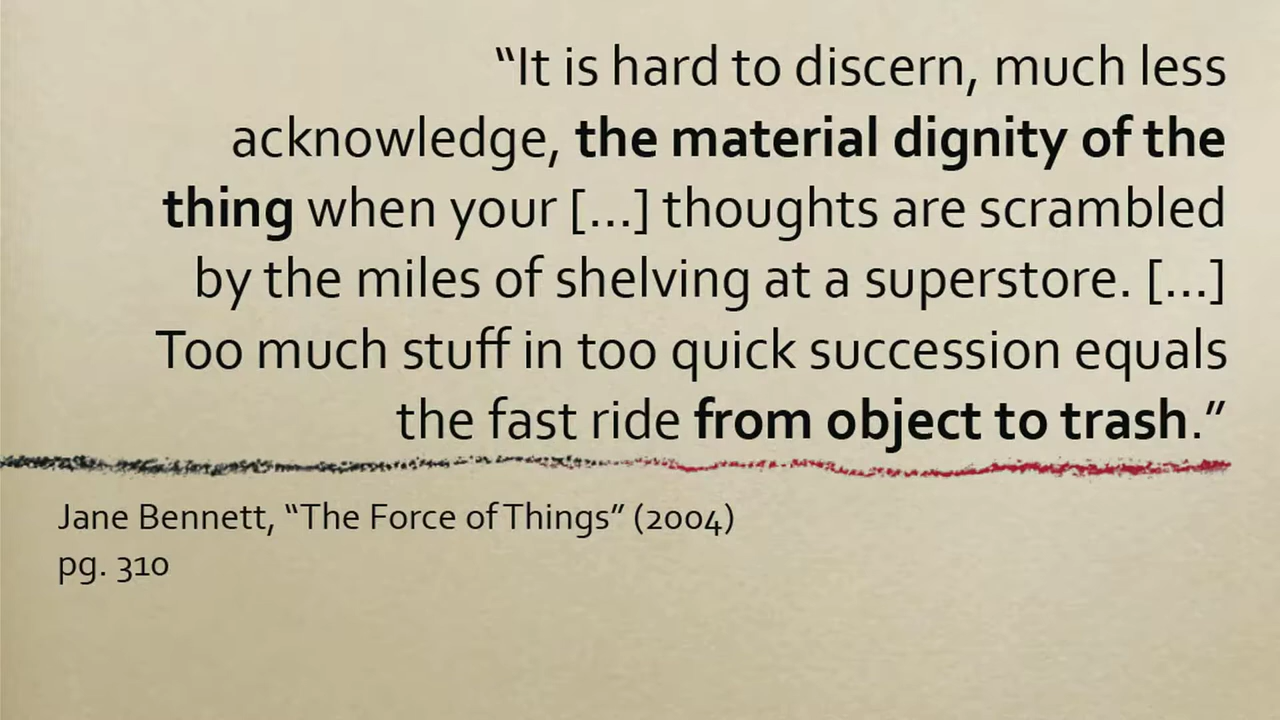 “It is hard to discern, much less
acknowledge, the material dignity of the
thing when your [...] thoughts are scrambled
by the miles of shelving at a superstore. [...]
Too much stuff in too quick succession equals
the fast ride from object to trash.”
Jane Bennett, “The Force of Things” (2004)
pg. 310